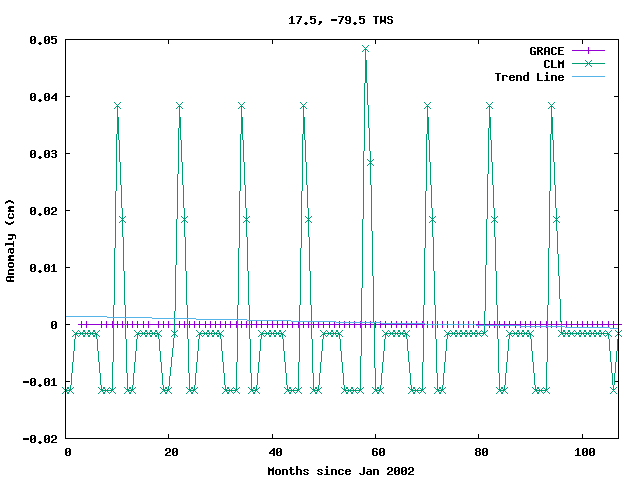 17.5, -79.5 TWS
GRACE
CLM
Trend Line
0.05
0.04
0.03
0.02
0.01
0
-0.01
-0.02
Anomaly (cm)
0 20 40 60 80 100
Months since Jan 2002